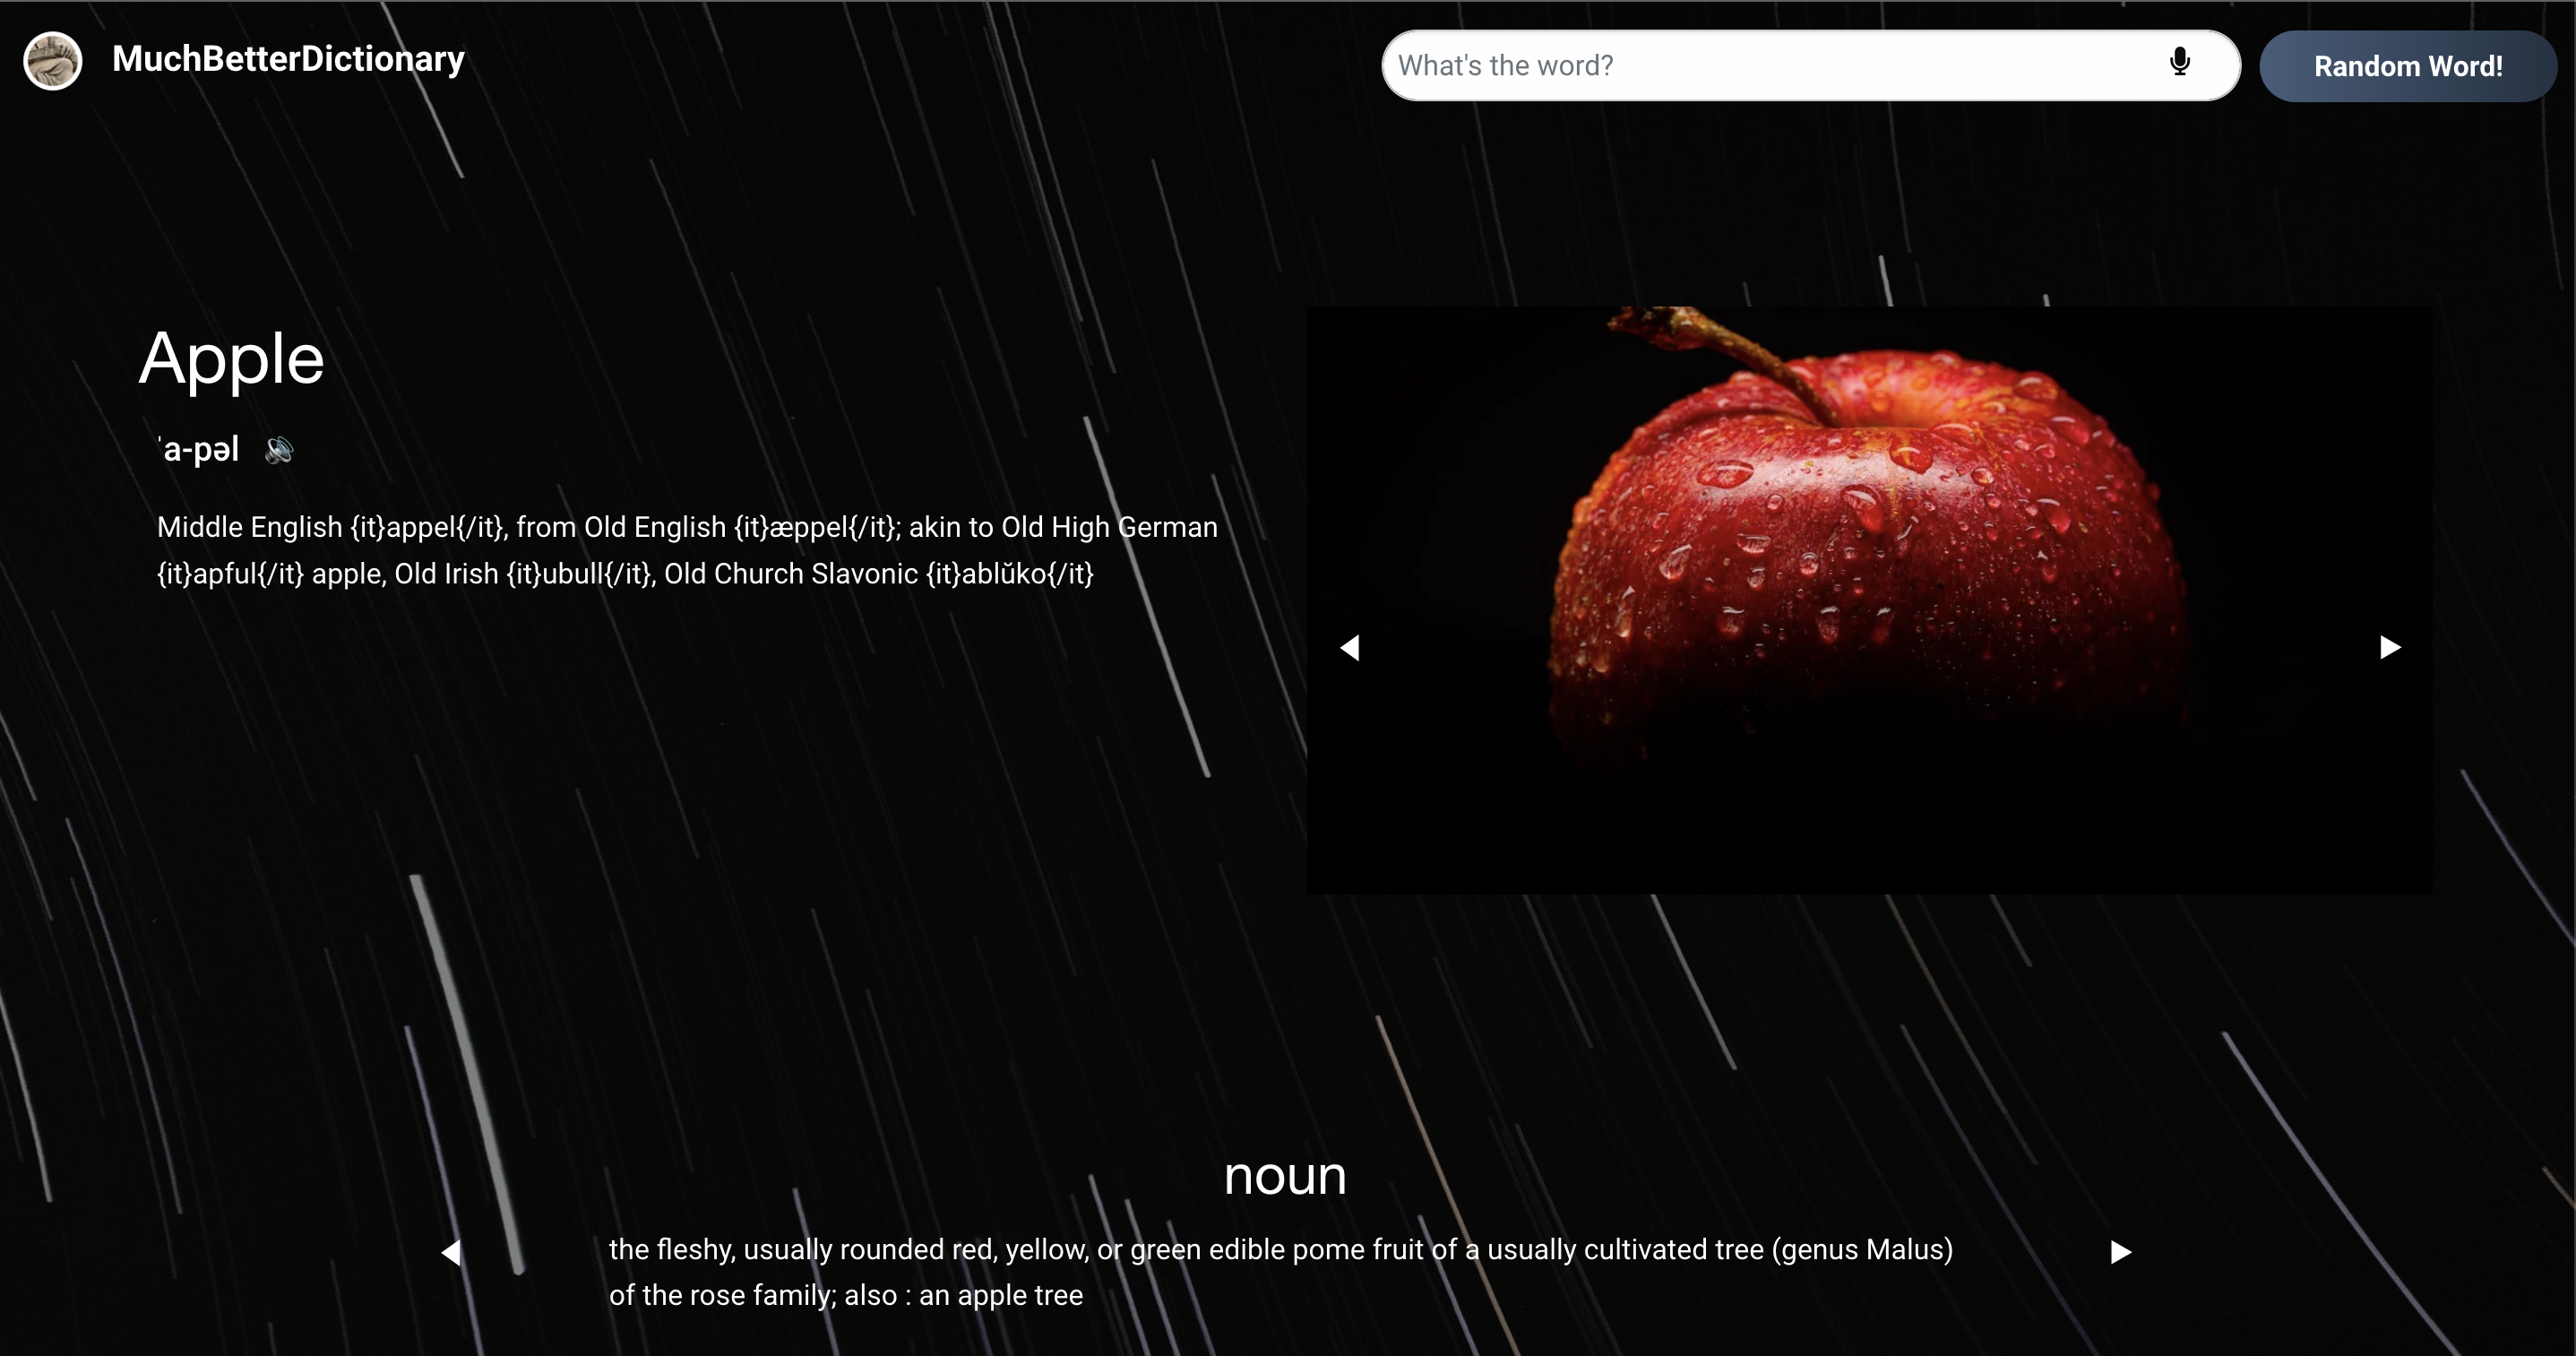 MuchBetterDictionary
What's the word?
Random Word!
Apple
ˈa-pəl
Middle English {it}appel{/it}, from Old English {it}æppel{/it}; akin to Old High German
{it}apful{/it} apple, Old Irish {it}ubull{/it}, Old Church Slavonic {it}ablŭko{/it}
noun
the fleshy, usually rounded red, yellow, or green edible pome fruit of a usually cultivated tree (genus Malus)
of the rose family; also : an apple tree